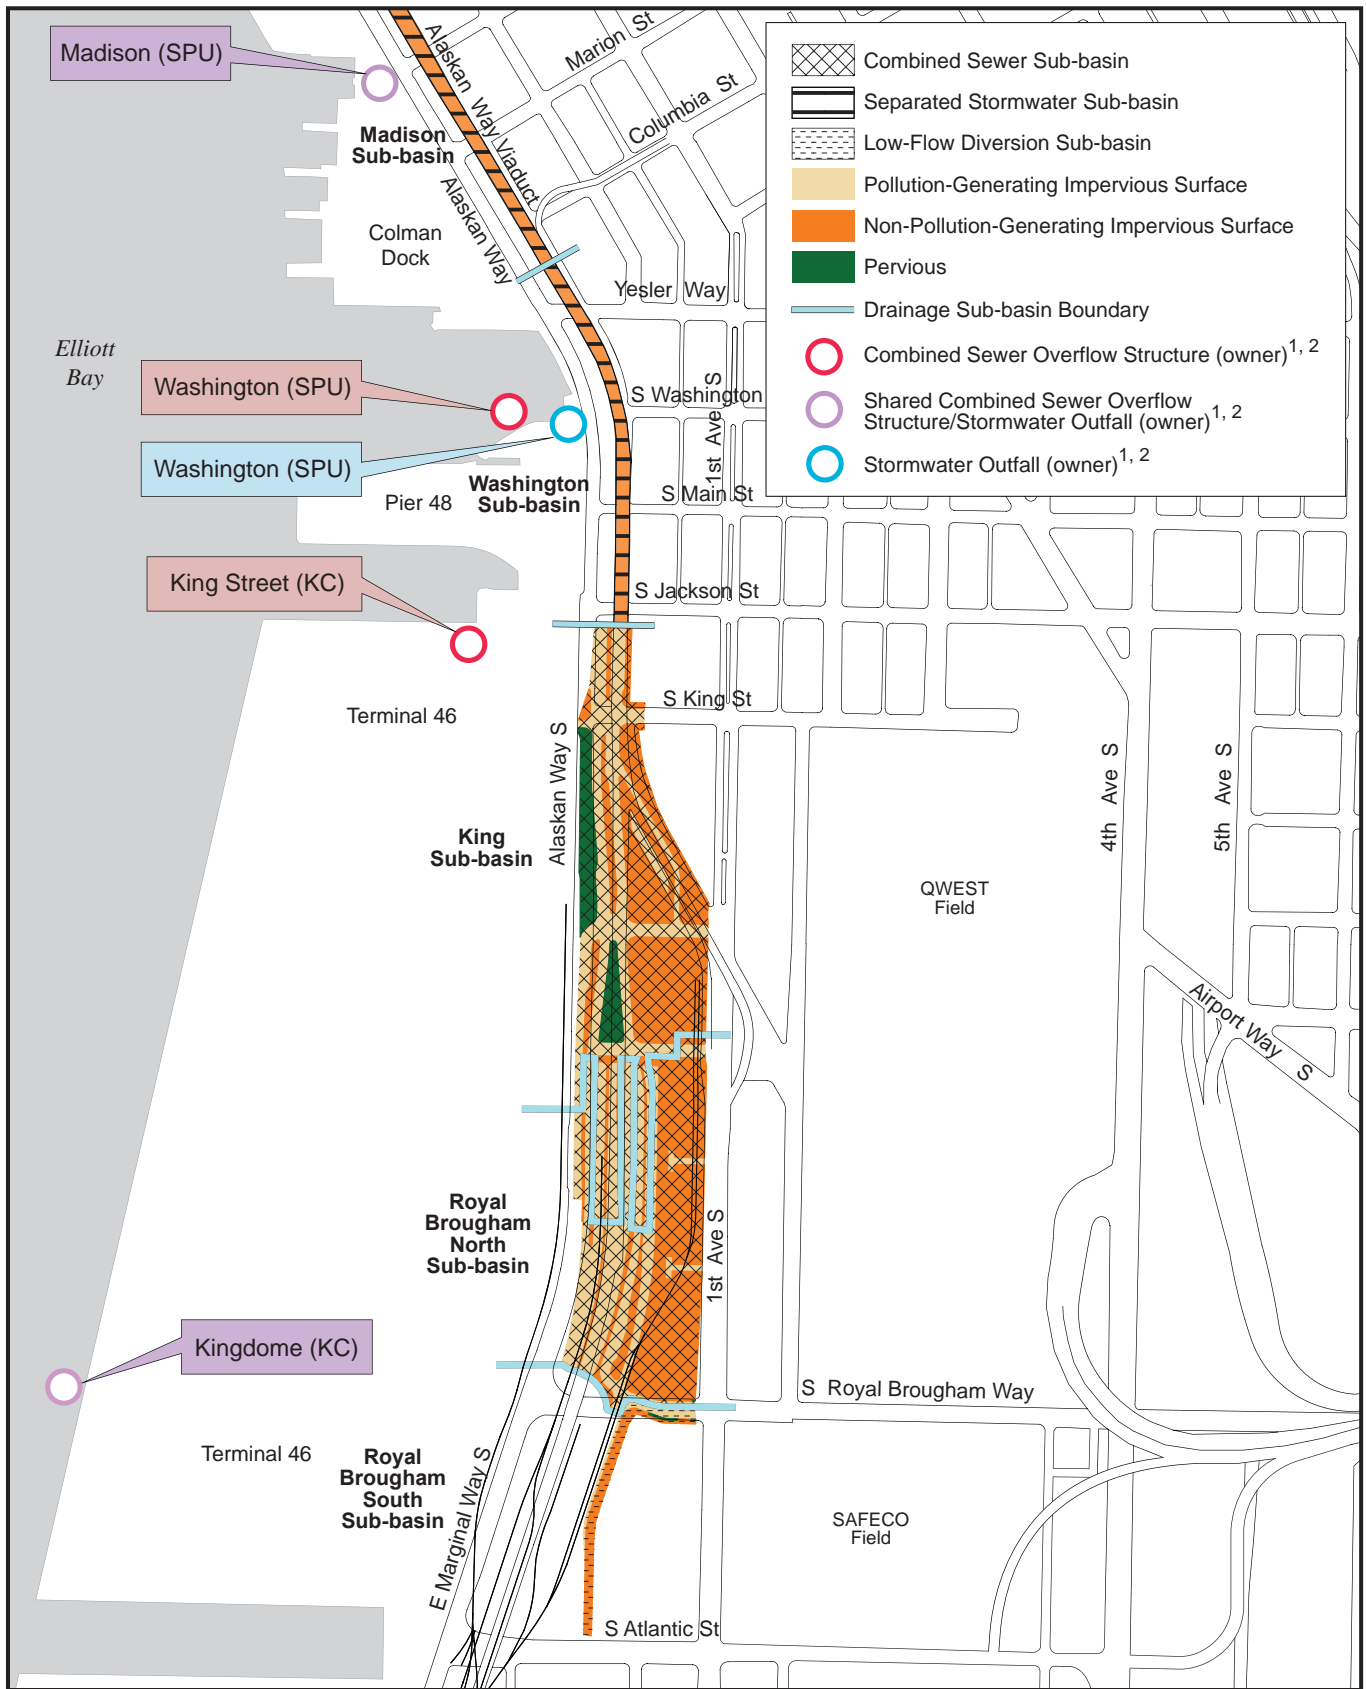 Madison (SPU)
Madison
Sub-basin
Alaskan Way Viaduct
Alaskan Way
Marion St
Columbia St
Colman
Dock
Yesler Way
Elliott
Bay
Washington (SPU)
Washington (SPU)
S Washington
1st Ave S
Washington
Sub-basin
Pier 48
S Main St
King Street (KC)
S Jackson St
S King St
Terminal 46
Alaskan Way S
King
Sub-basin
QWEST
Field
4th Ave S
5th Ave S
Airport Way S
Royal
Brougham
North
Sub-basin
1st Ave S
Kingdome (KC)
S Royal Brougham Way
Terminal 46
Royal
Brougham
South
Sub-basin
E Marginal Way S
SAFECO
Field
S Atlantic St
Combined Sewer Sub-basin
Separated Stormwater Sub-basin
Low-Flow Diversion Sub-basin
Pollution-Generating Impervious Surface
Non-Pollution-Generating Impervious Surface
Pervious
Drainage Sub-basin Boundary
Combined Sewer Overflow Structure (owner)1, 2
Shared Combined Sewer Overflow
Structure/Stormwater Outfall (owner)1, 2
Stormwater Outfall (owner)1, 2